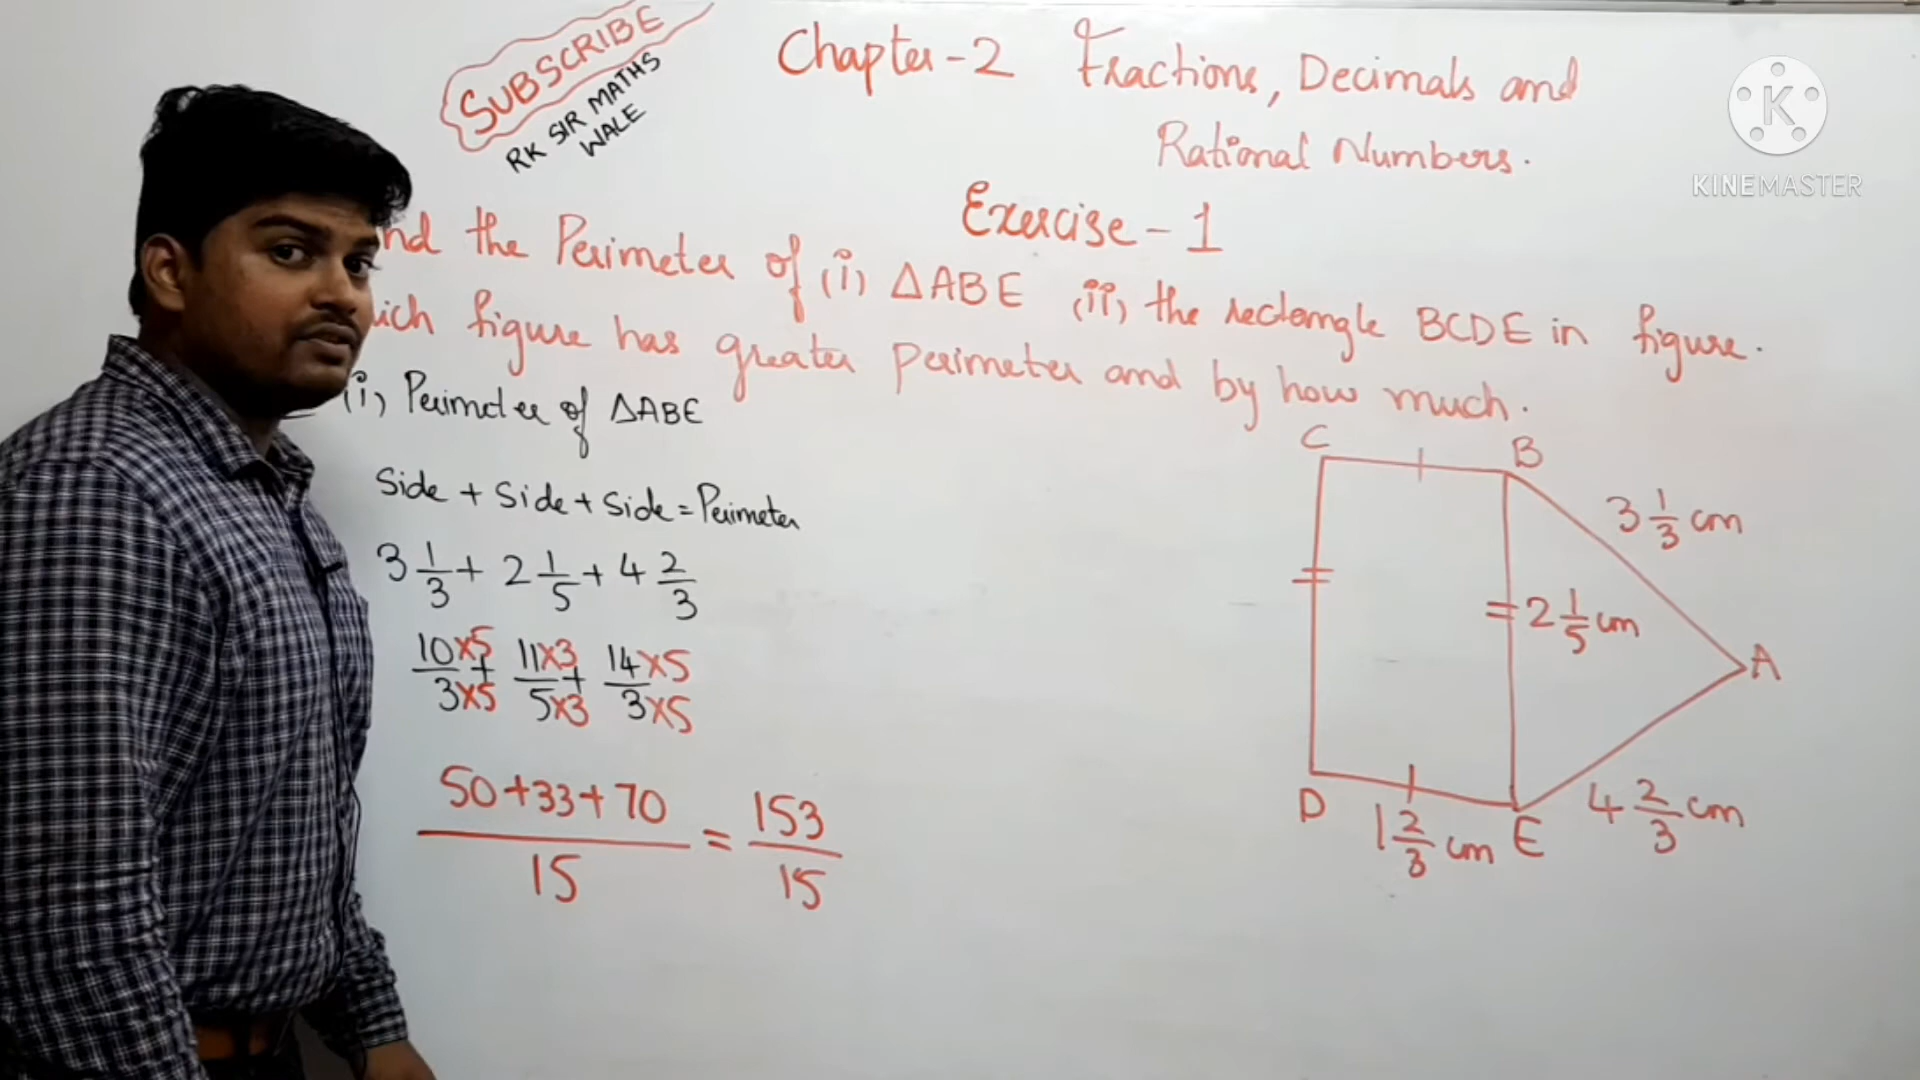 SUBSCRIBE
RK SIR MATHS
WALE
Chapter-2 Fractions, Decimals and
Rational Numbers.
KINEMASTER
Exercise-1
nd the Perimeter of (i) △ABE (ii) the rectangle BCDE in figure.
ich figure has greater perimeter and by how much.
(i) Perimeter of △ABE
Side + Side + Side = Perimeter
3 1/3 + 2 1/5 + 4 2/3
10×5/3×5 + 11×3/5×3 + 14×5/3×5
50+33+70/15 = 153/15
C
B
3 1/3 cm
2 1/5 cm
A
D
1 2/3 cm
E
4 2/3 cm